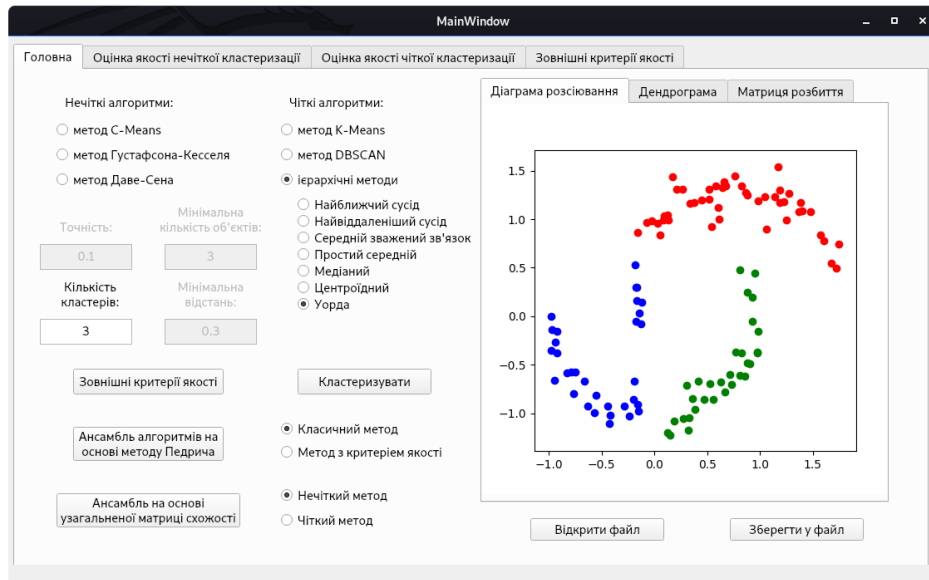 MainWindow
Головна
Оцінка якості нечіткої кластеризації
Оцінка якості чіткої кластеризації
Зовнішні критерії якості
Нечіткі алгоритми:
метод C-Means
метод Густафсона-Кесселя
метод Даве-Сена
Точність:
Мінімальна
кількість об'єктів:
0.1
3
Кількість
кластерів:
Мінімальна
відстань:
3
0.3
Зовнішні критерії якості
Ансамбль алгоритмів на
основі методу Педрича
Ансамбль на основі
узагальненої матриці схожості
Чіткі алгоритми:
метод K-Means
метод DBSCAN
ієрархічні методи
Найближчий сусід
Найвіддаленіший сусід
Середній зважений зв'язок
Простий середній
Медіаний
Центроїдний
Уорда
Кластеризувати
Класичний метод
Метод з критеріем якості
Нечіткий метод
Чіткий метод
Діаграма розсіювання
Дендрограма
Матриця розбиття
1.5
1.0
0.5
0.0
−0.5
−1.0
−1.0 −0.5 0.0 0.5 1.0 1.5
Відкрити файл
Зберегти у файл